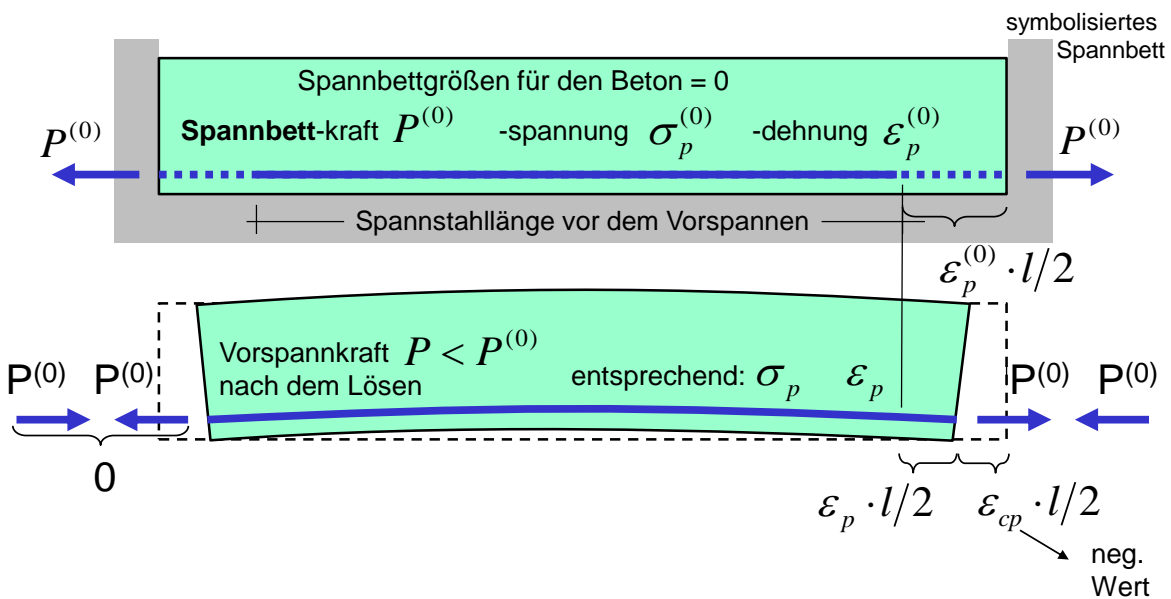 symbolisiertes
Spannbett
Spannbettgrößen für den Beton = 0
Spannbett-kraft P^{(0)} -spannung σ_p^{(0)} -dehnung ε_p^{(0)}
P^{(0)}
P^{(0)}
Spannstahllänge vor dem Vorspannen
ε_p^{(0)} · l/2
Vorspannkraft P < P^{(0)}
nach dem Lösen
entsprechend: σ_p ε_p
P^{(0)} P^{(0)}
P^{(0)} P^{(0)}
0
ε_p · l/2
ε_{cp} · l/2
neg.
Wert